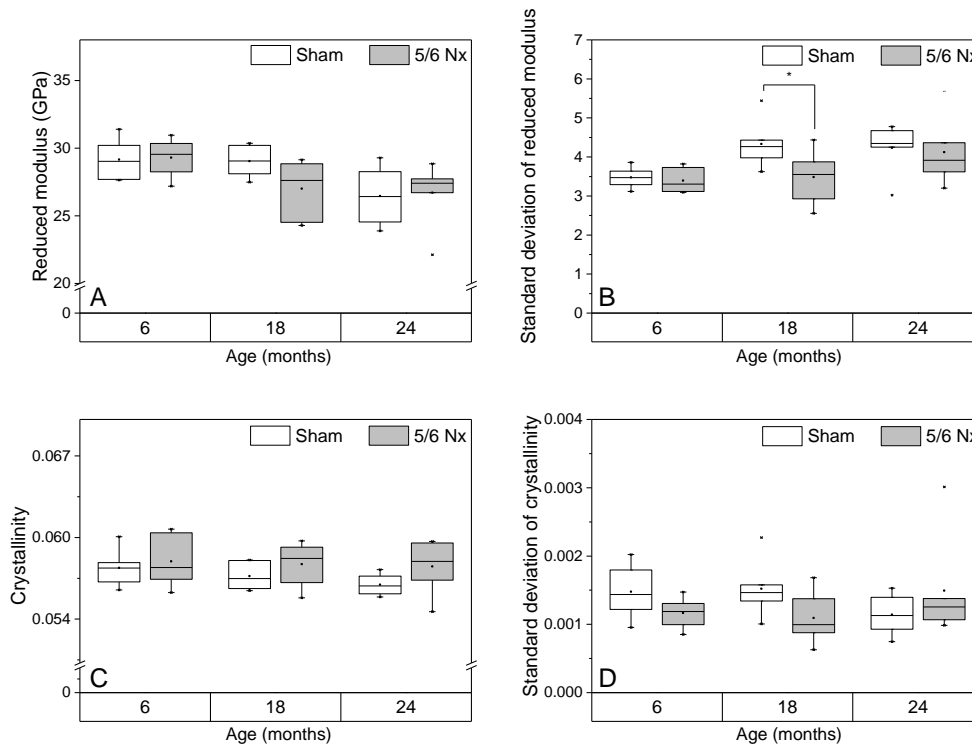 Sham 5/6 Nx
Reduced modulus (GPa)
35
30
25
20
0
A
6 18 24
Age (months)
Sham 5/6 Nx
Standard deviation of reduced modulus
7
6
5
4
3
2
1
0
*
B
6 18 24
Age (months)
Sham 5/6 Nx
Crystallinity
0.067
0.060
0.054
0
C
6 18 24
Age (months)
Sham 5/6 Nx
Standard deviation of crystallinity
0.004
0.003
0.002
0.001
0.000
D
6 18 24
Age (months)